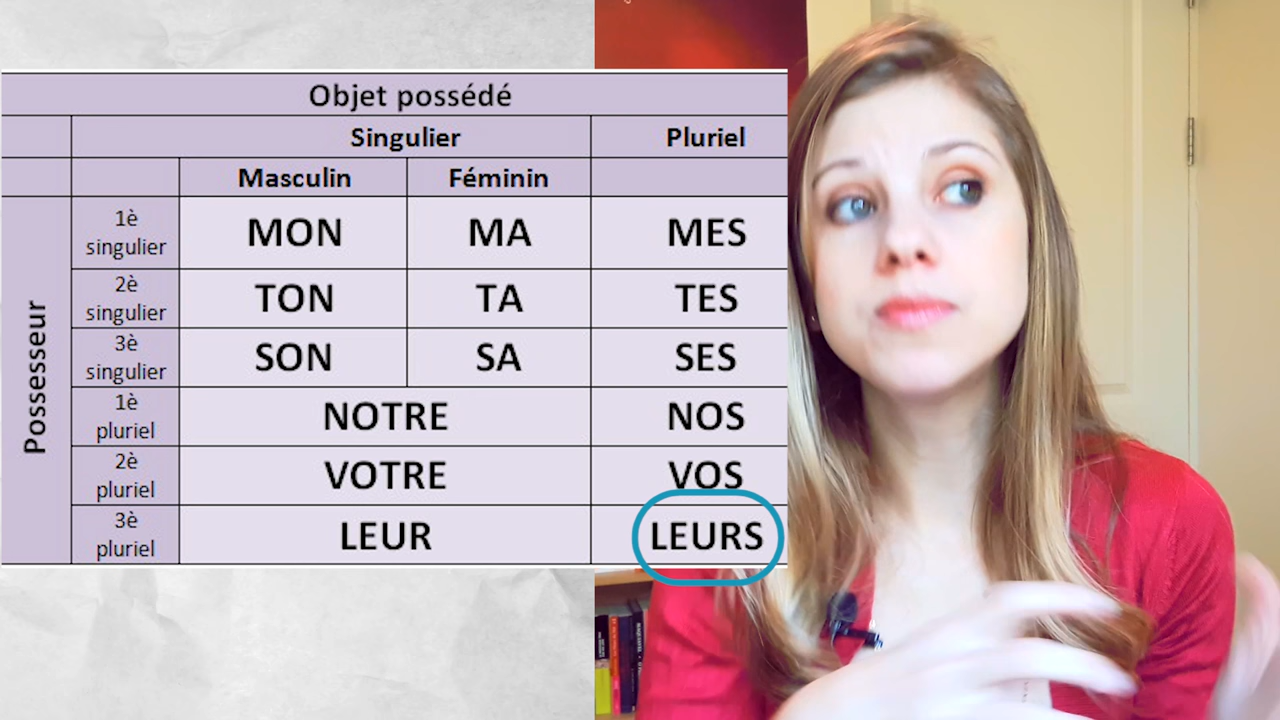 Objet possédé
Singulier Pluriel
Masculin Féminin
Possesseur
1è
singulier
MON MA MES
2è
singulier
TON TA TES
3è
singulier
SON SA SES
1è
pluriel
NOTRE NOS
2è
pluriel
VOTRE VOS
3è
pluriel
LEUR LEURS